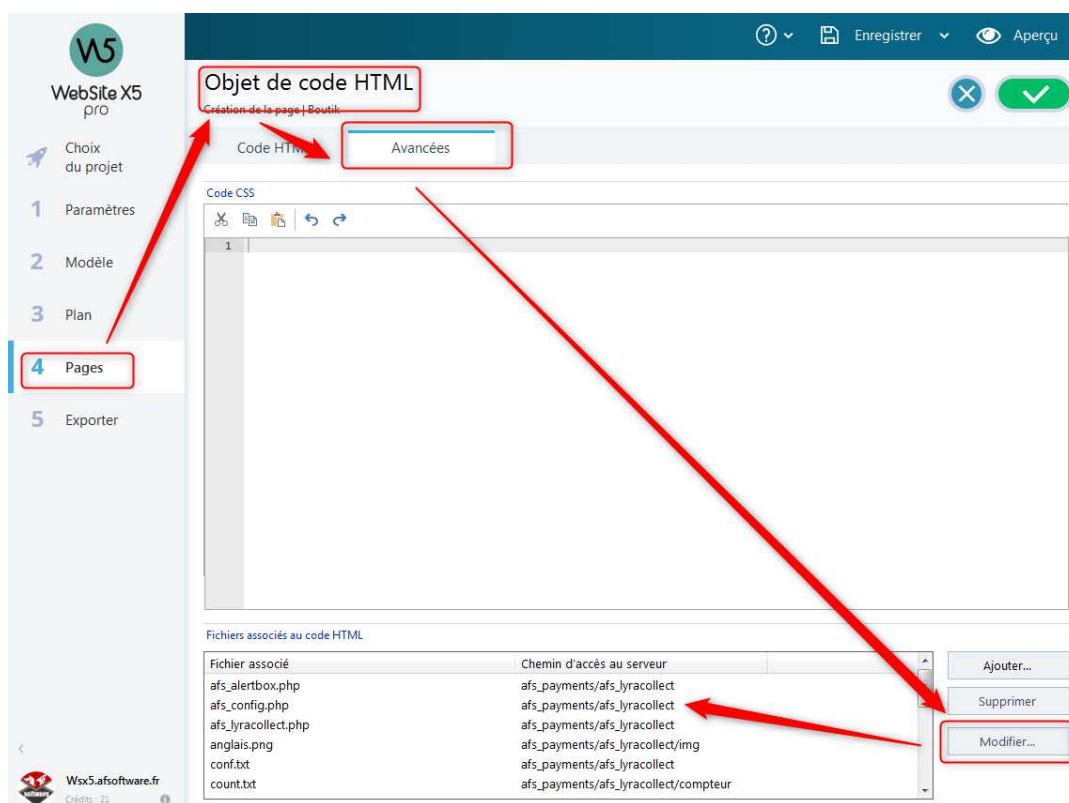 Enregistrer
Aperçu
W5
WebSite X5
pro
Objet de code HTML
Création de la page | Boutik
Choix
du projet
1 Paramètres
2 Modèle
3 Plan
4 Pages
5 Exporter
Code HTM
Avancées
Code CSS
1
Fichiers associés au code HTML
Fichier associé Chemin d'accès au serveur
afs_alertbox.php afs_payments/afs_lyracollect
afs_config.php afs_payments/afs_lyracollect
afs_lyracollect.php afs_payments/afs_lyracollect
anglais.png afs_payments/afs_lyracollect/img
conf.txt afs_payments/afs_lyracollect
count.txt afs_payments/afs_lyracollect/compteur
Ajouter...
Supprimer
Modifier...
software
Wsx5.afsoftware.fr
Crédits : 21